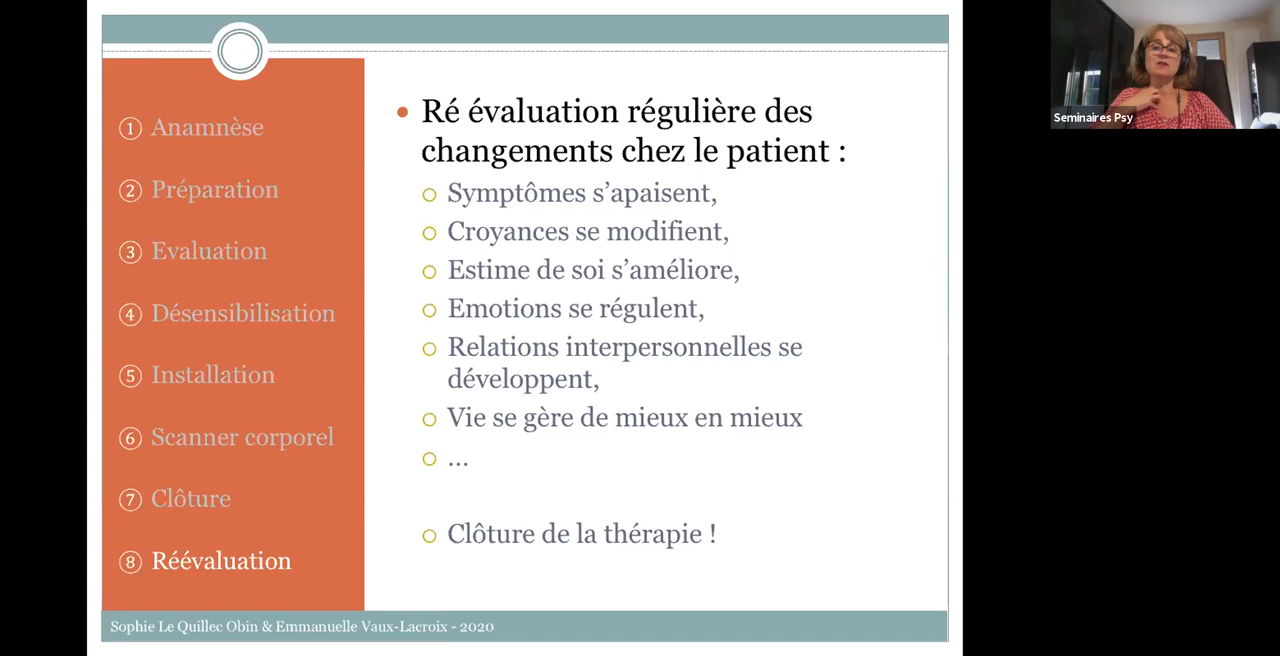 ① Anamnèse
② Préparation
③ Evaluation
④ Désensibilisation
⑤ Installation
⑥ Scanner corporel
⑦ Clôture
⑧ Réévaluation
Ré évaluation régulière des
changements chez le patient :
Symptômes s’apaisent,
Croyances se modifient,
Estime de soi s’améliore,
Emotions se régulent,
Relations interpersonnelles se
développent,
Vie se gère de mieux en mieux
…
Clôture de la thérapie !
Sophie Le Quillec Obin & Emmanuelle Vaux-Lacroix - 2020
Seminaires Psy